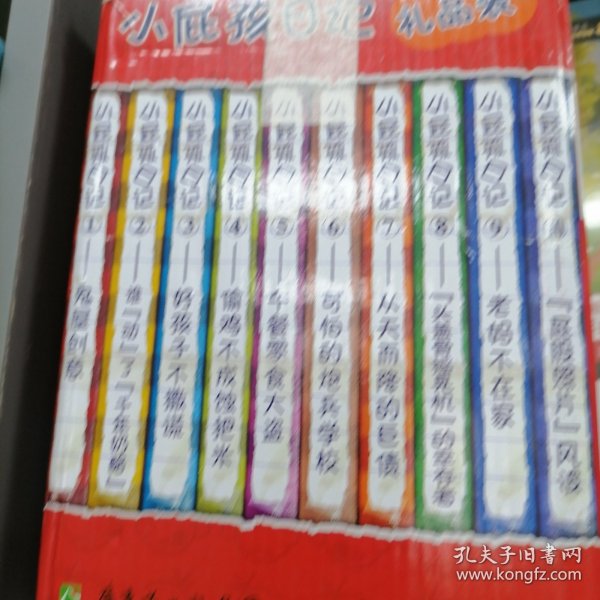 小屁孩日记 礼品装
小屁孩日记①——鬼屋创意
小屁孩日记②——谁“动”了“千年奶酪”
小屁孩日记③——好孩子不撒谎
小屁孩日记④——偷鸡不成蚀把米
小屁孩日记⑤——午餐零食大盗
小屁孩日记⑥——可怕的炮兵学校
小屁孩日记⑦——从天而降的巨债
小屁孩日记⑧——“头盖骨摇晃机”的幸存者
小屁孩日记⑨——老妈不在家
小屁孩日记⑩——“屁股照片”风波
孔夫子旧书网
www.kongfz.com